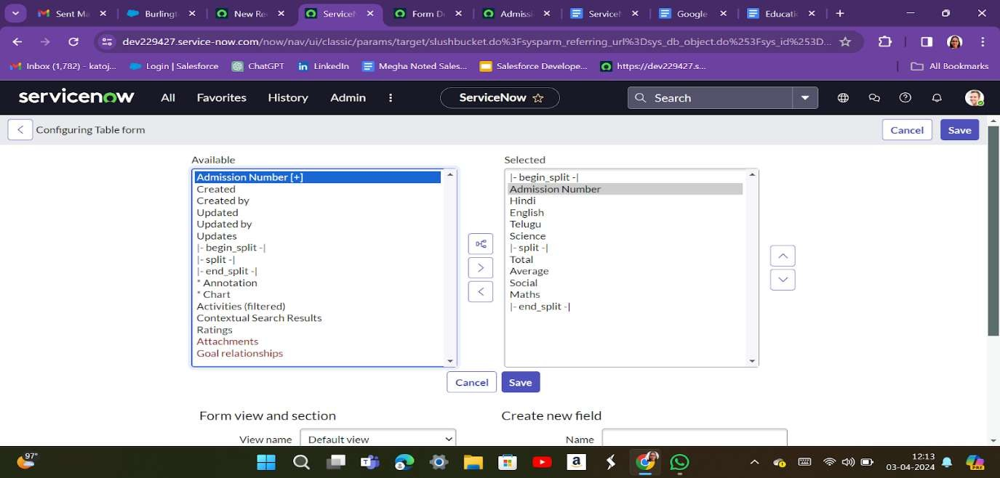 Sent Ma
Burlingt
New Re
Service
Form D
Admiss
Service
Google
Educati
dev229427.service-now.com/now/nav/ui/classic/params/target/slushbucket.do%3Fsysparm_referring_url%3Dsys_db_object.do%253Fsys_id%253D...
Inbox (1,782) - katoj...
Login | Salesforce
ChatGPT
LinkedIn
Megha Noted Sales...
Salesforce Develope...
https://dev229427.s...
All Bookmarks
servicenow
All
Favorites
History
Admin
ServiceNow
Search
Configuring Table form
Cancel
Save
Available
Selected
Admission Number [+]
Created
Created by
Updated
Updated by
Updates
|- begin_split -|
|- split -|
|- end_split -|
* Annotation
* Chart
Activities (filtered)
Contextual Search Results
Ratings
Attachments
Goal relationships
|- begin_split -|
Admission Number
Hindi
English
Telugu
Science
|- split -|
Total
Average
Social
Maths
|- end_split -|
Cancel
Save
Form view and section
Create new field
View name
Default view
Name
97°
12:13
03-04-2024